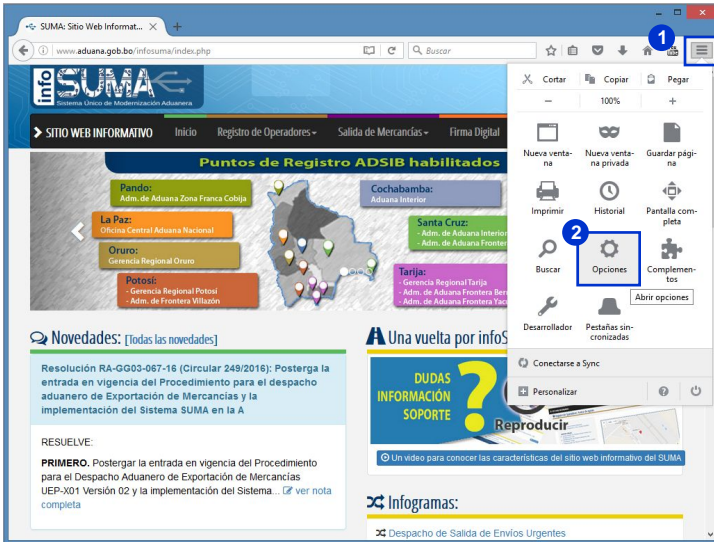 SUMA: Sitio Web Informat...
www.aduana.gob.bo/infosuma/index.php
Buscar
1
info
SUMA
Sistema Único de Modernización Aduanera
SITIO WEB INFORMATIVO
Inicio
Registro de Operadores
Salida de Mercancías
Firma Digital
Cortar
Copiar
Pegar
100%
Nueva venta-
na
Nueva venta-
na privada
Guardar pági-
na
Imprimir
Historial
Pantalla com-
pleta
2
Buscar
Opciones
Complemen-
tos
Abrir opciones
Desarrollador
Pestañas sin-
cronizadas
Conectarse a Sync
Personalizar
Puntos de Registro ADSIB habilitados
Pando:
Adm. de Aduana Zona Franca Cobija
La Paz:
Oficina Central Aduana Nacional
Oruro:
Gerencia Regional Oruro
Potosí:
- Gerencia Regional Potosí
- Adm. de Frontera Villazón
Cochabamba:
Aduana Interior
Santa Cruz:
- Adm. de Aduana Interior
- Adm. de Aduana Fronter
Tarija:
- Gerencia Regional Tarija
- Adm. de Aduana Frontera Ber
- Adm. de Aduana Frontera Yac
Novedades: [Todas las novedades]
Resolución RA-GG03-067-16 (Circular 249/2016): Posterga la
entrada en vigencia del Procedimiento para el despacho
aduanero de Exportación de Mercancías y la
implementación del Sistema SUMA en la A
RESUELVE:
PRIMERO. Postergar la entrada en vigencia del Procedimiento
para el Despacho Aduanero de Exportación de Mercancías
UEP-X01 Versión 02 y la implementación del Sistema... ver nota
completa
Una vuelta por infoS
DUDAS
INFORMACIÓN
SOPORTE
?
Reproducir
Un video para conocer las características del sitio web informativo del SUMA
Infogramas:
Despacho de Salida de Envíos Urgentes